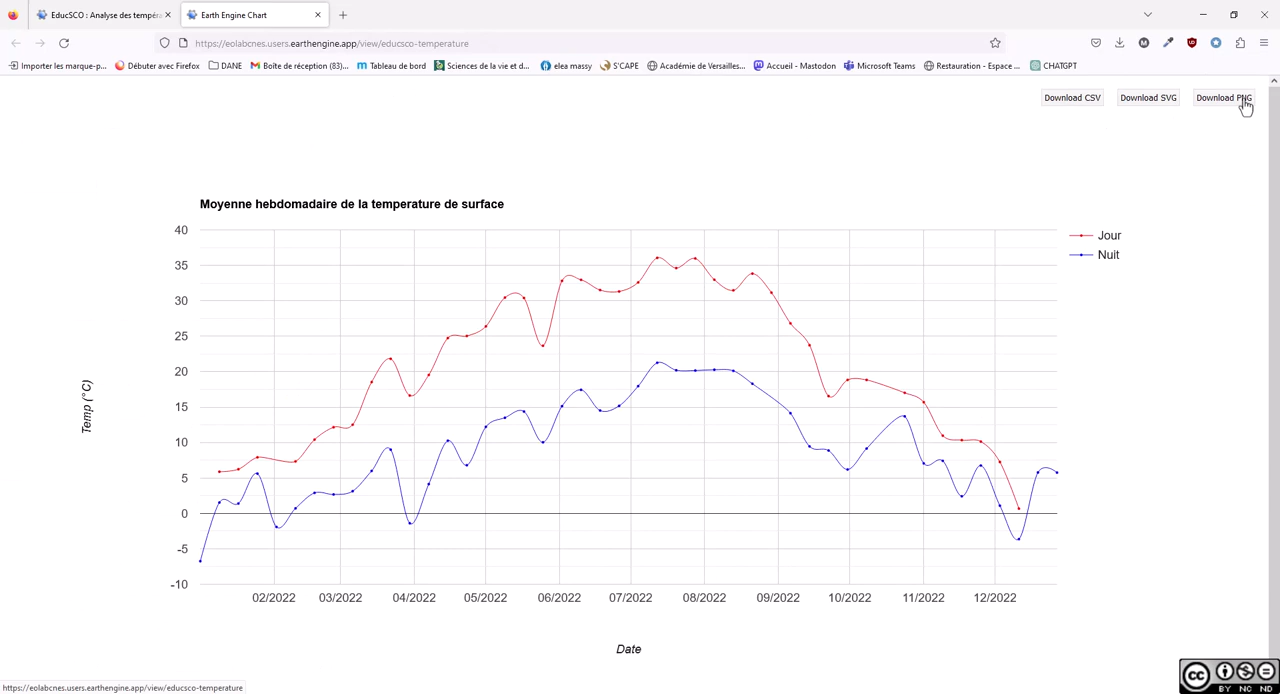 EducSCO : Analyse des tempéra
Earth Engine Chart
https://eolabcnes.users.earthengine.app/view/educsco-temperature
Importer les marque-p... Débuter avec Firefox DANE Boîte de réception (83)... Tableau de bord Sciences de la vie et d... elea massy S'CAPE Académie de Versailles... Accueil - Mastodon Microsoft Teams Restauration - Espace ... CHATGPT
Download CSV Download SVG Download PNG
Moyenne hebdomadaire de la temperature de surface
Jour
Nuit
40
35
30
25
20
15
10
5
0
-5
-10
Temp (°C)
02/2022 03/2022 04/2022 05/2022 06/2022 07/2022 08/2022 09/2022 10/2022 11/2022 12/2022
Date
https://eolabcnes.users.earthengine.app/view/educsco-temperature
cc
BY NC ND